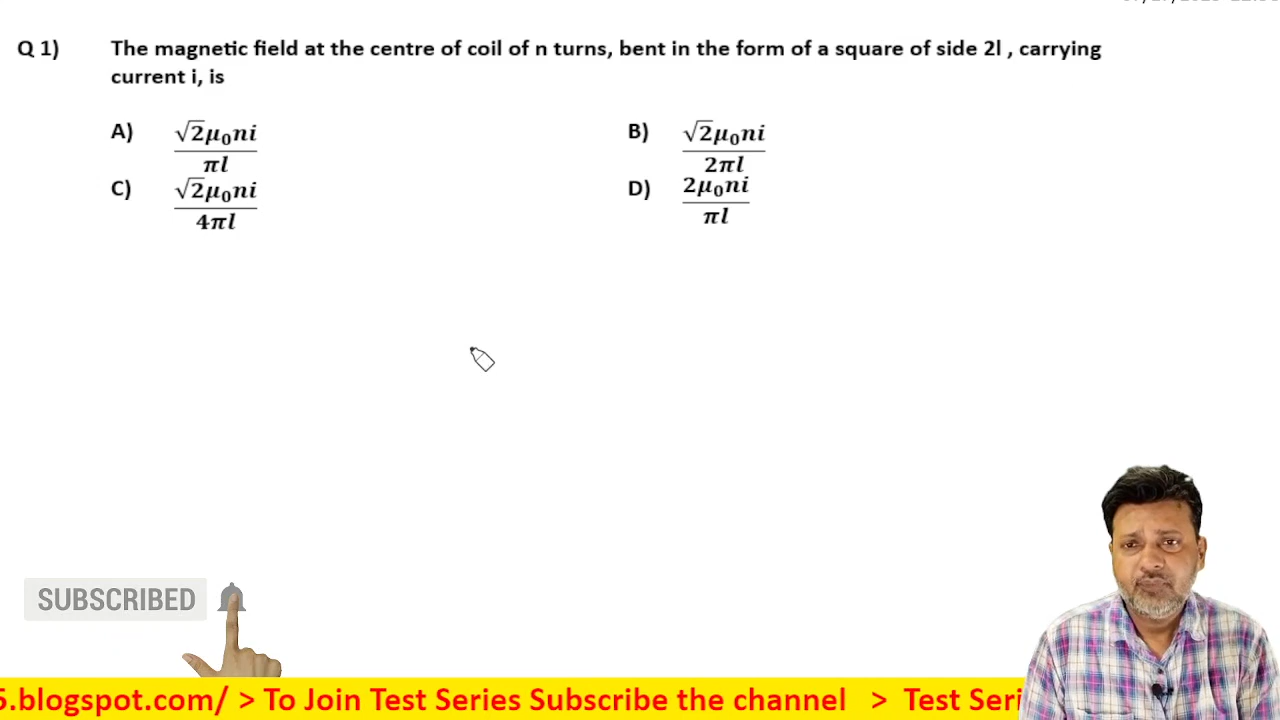 Q 1) The magnetic field at the centre of coil of n turns, bent in the form of a square of side 2l , carrying
current i, is
A) √2μ₀ni / πl
B) √2μ₀ni / 2πl
C) √2μ₀ni / 4πl
D) 2μ₀ni / πl
SUBSCRIBED
5.blogspot.com/ > To Join Test Series Subscribe the channel > Test Seri